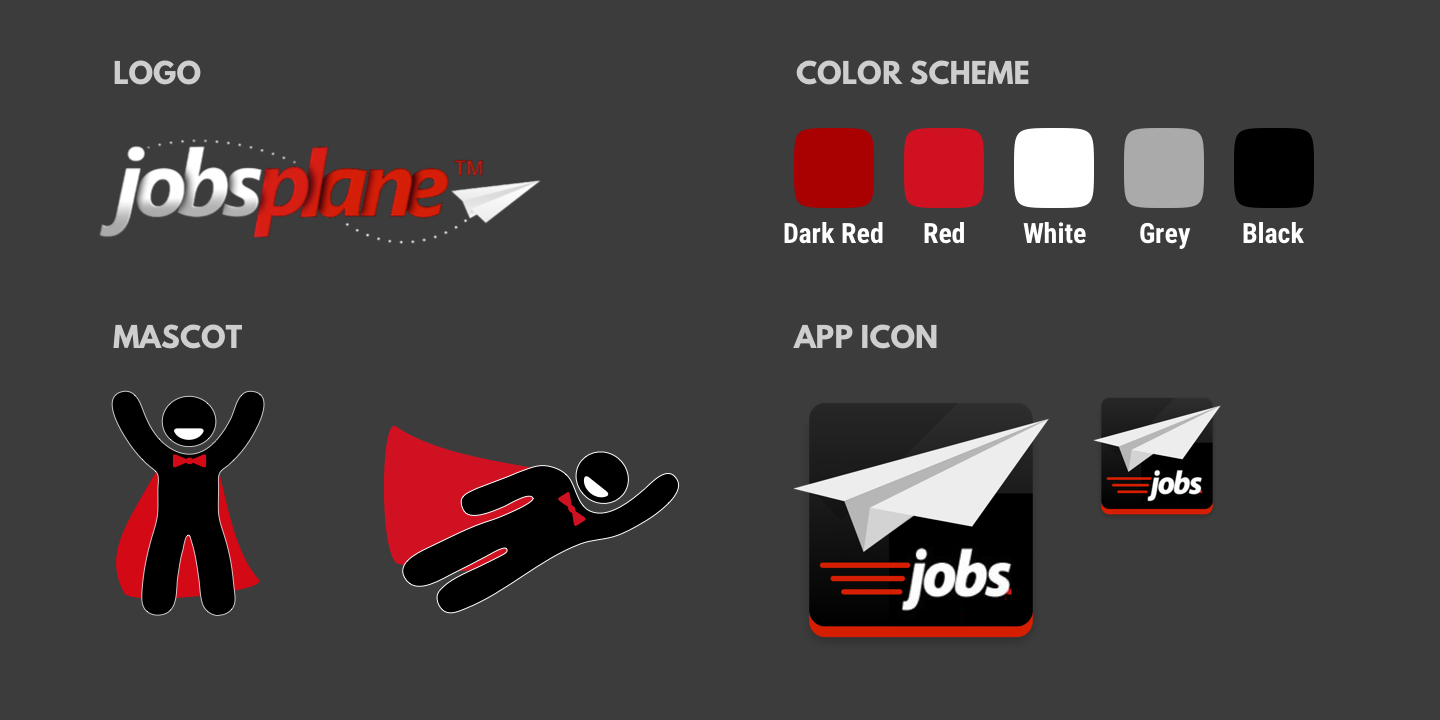 LOGO
jobsplane™
COLOR SCHEME
Dark Red
Red
White
Grey
Black
MASCOT
APP ICON
jobs
jobs